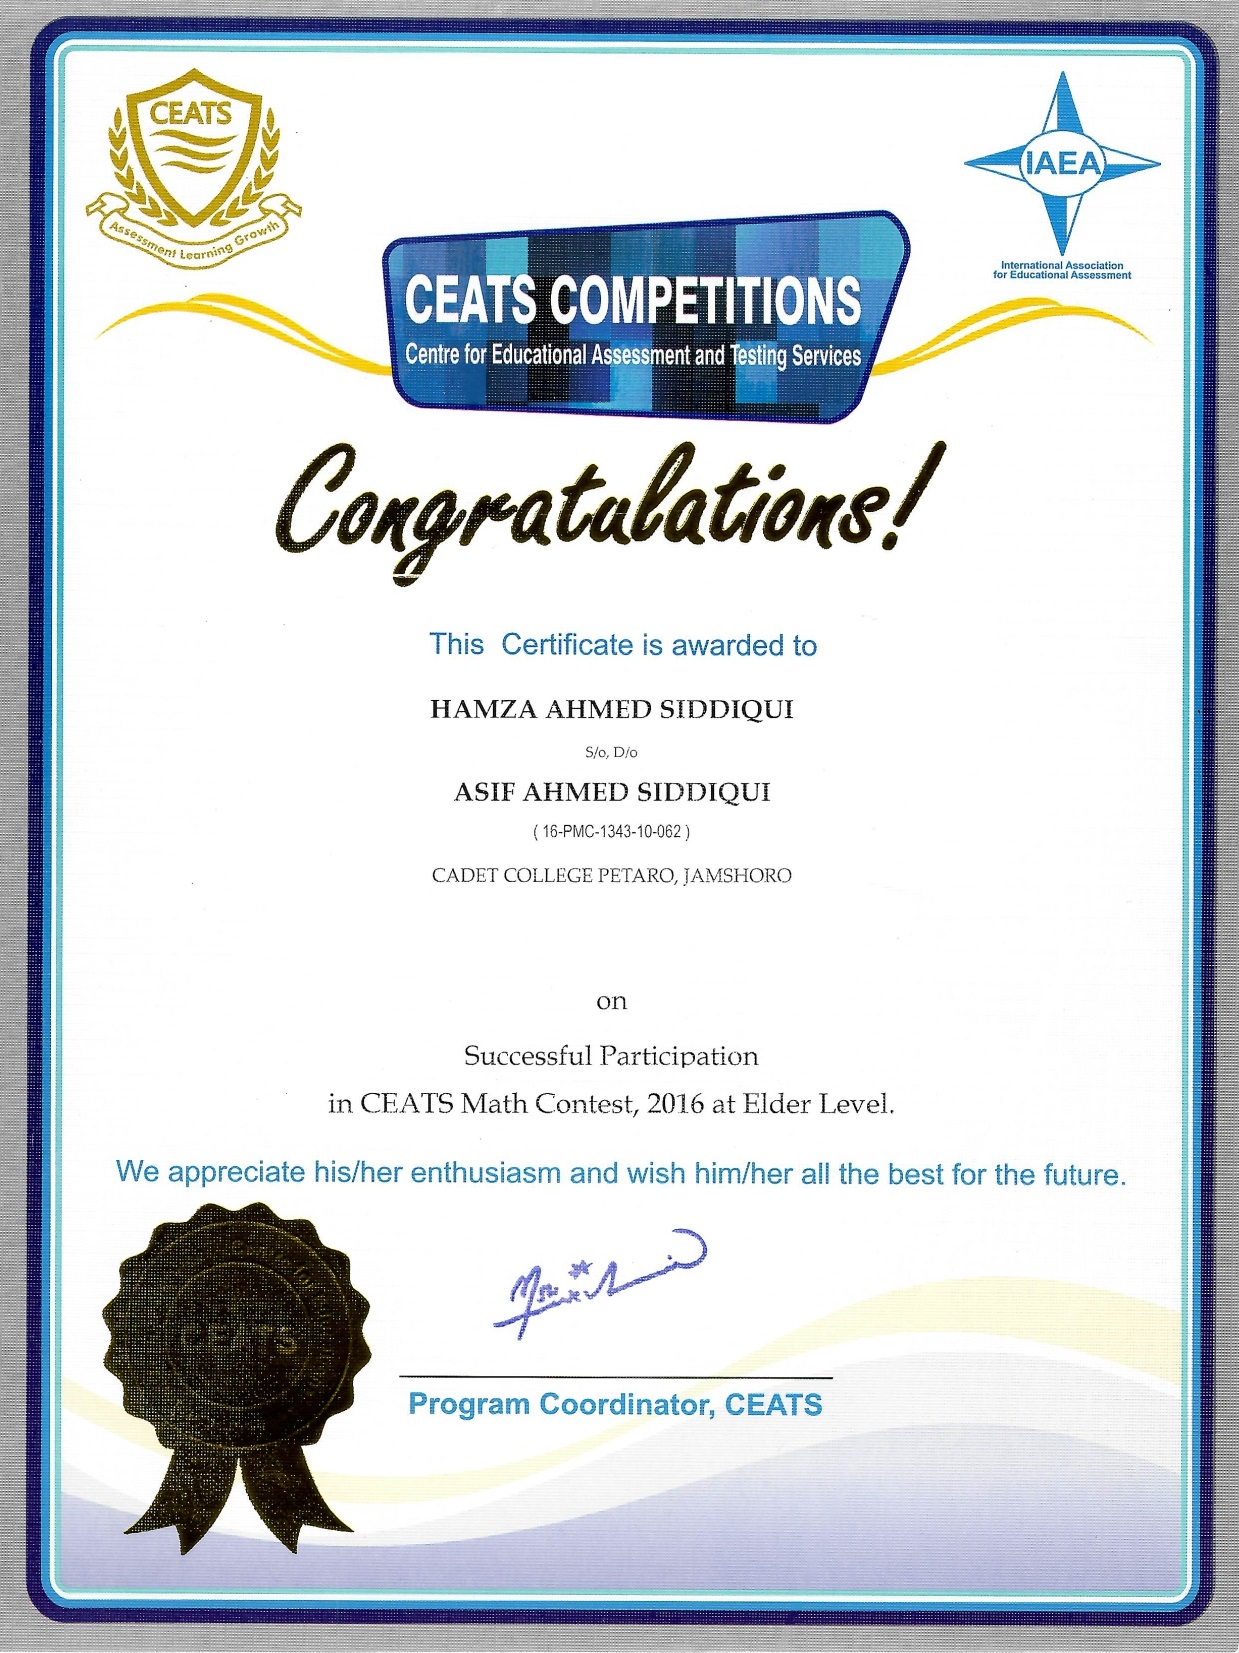 CEATS
Assessment Learning Growth
IAEA
International Association
for Educational Assessment
CEATS COMPETITIONS
Centre for Educational Assessment and Testing Services
Congratulations!
This Certificate is awarded to
HAMZA AHMED SIDDIQUI
S/o, D/o
ASIF AHMED SIDDIQUI
( 16-PMC-1343-10-062 )
CADET COLLEGE PETARO, JAMSHORO
on
Successful Participation
in CEATS Math Contest, 2016 at Elder Level.
We appreciate his/her enthusiasm and wish him/her all the best for the future.
CEATS
Program Coordinator, CEATS